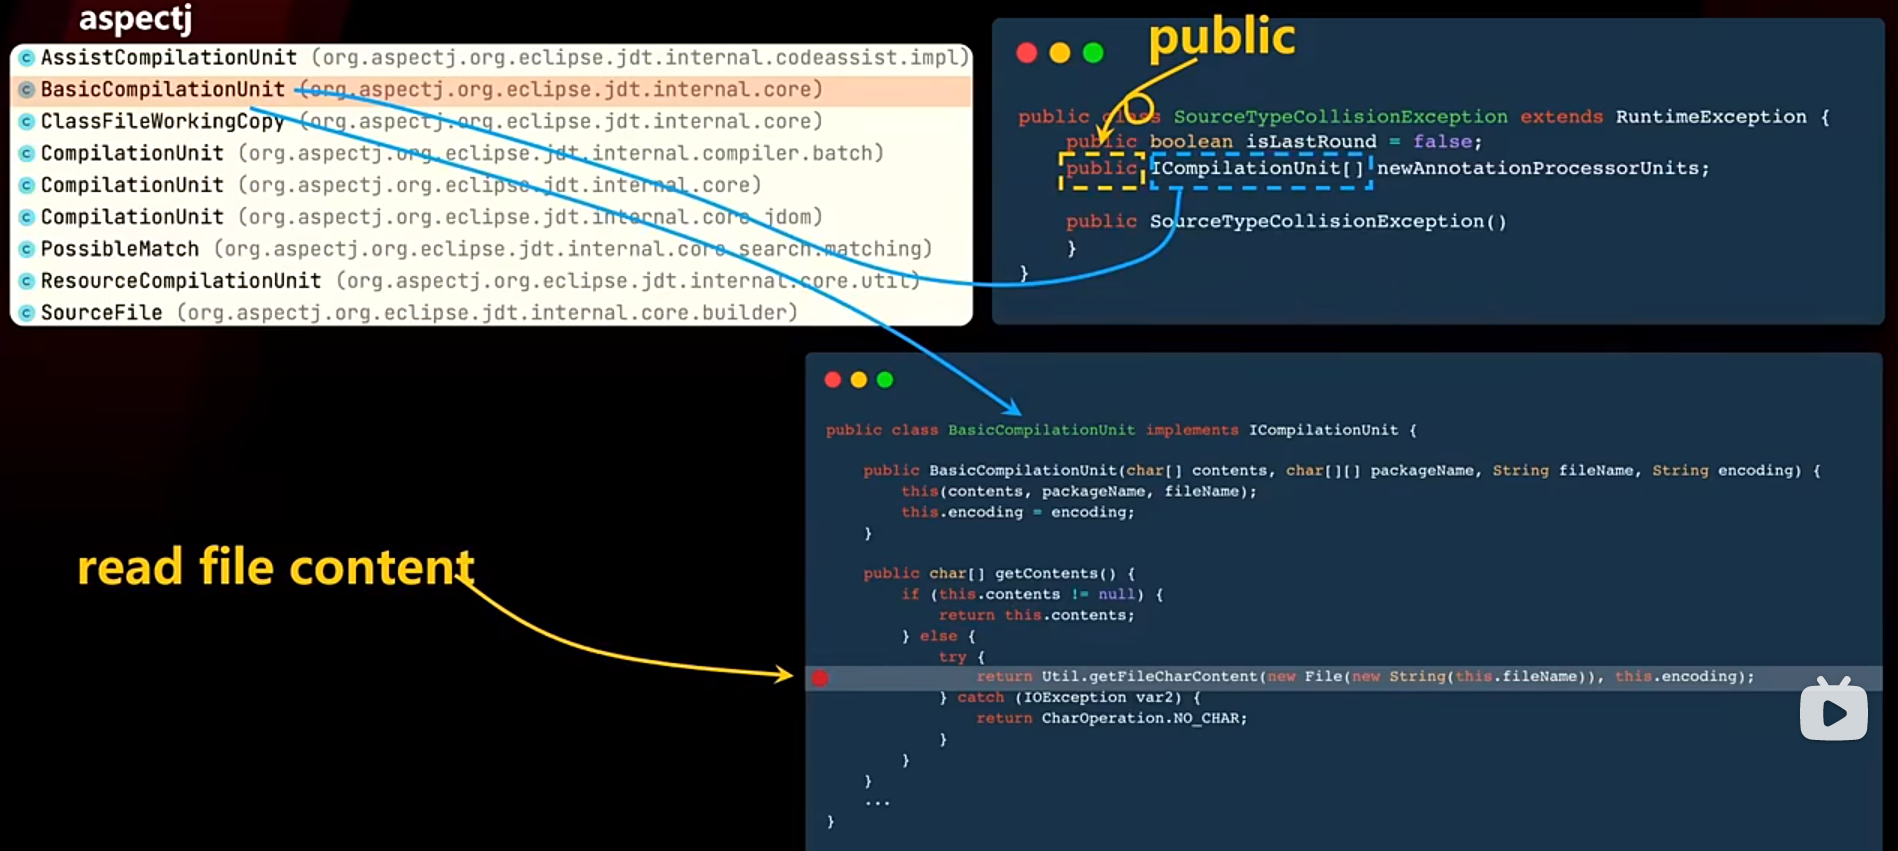 aspectj
AssistCompilationUnit (org.aspectj.org.eclipse.jdt.internal.codeassist.impl)
BasicCompilationUnit (org.aspectj.org.eclipse.jdt.internal.core)
ClassFileWorkingCopy (org.aspectj.org.eclipse.jdt.internal.core)
CompilationUnit (org.aspectj.org.eclipse.jdt.internal.compiler.batch)
CompilationUnit (org.aspectj.org.eclipse.jdt.internal.core)
CompilationUnit (org.aspectj.org.eclipse.jdt.internal.core.jdom)
PossibleMatch (org.aspectj.org.eclipse.jdt.internal.core.search.matching)
ResourceCompilationUnit (org.aspectj.org.eclipse.jdt.internal.core.util)
SourceFile (org.aspectj.org.eclipse.jdt.internal.core.builder)
public
public class SourceTypeCollisionException extends RuntimeException {
public boolean isLastRound = false;
public ICompilationUnit[] newAnnotationProcessorUnits;
public SourceTypeCollisionException()
}
}
read file content
public class BasicCompilationUnit implements ICompilationUnit {
public BasicCompilationUnit(char[] contents, char[][] packageName, String fileName, String encoding) {
this(contents, packageName, fileName);
this.encoding = encoding;
}
public char[] getContents() {
if (this.contents != null) {
return this.contents;
} else {
try {
return Util.getFileCharContent(new File(new String(this.fileName)), this.encoding);
} catch (IOException var2) {
return CharOperation.NO_CHAR;
}
}
}
...
}